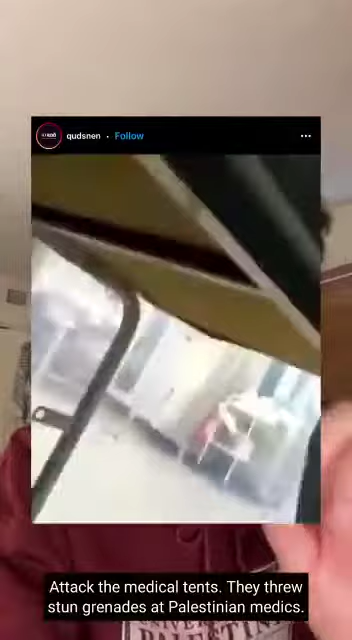 qudsnen · Follow
Attack the medical tents. They threw
stun grenades at Palestinian medics.